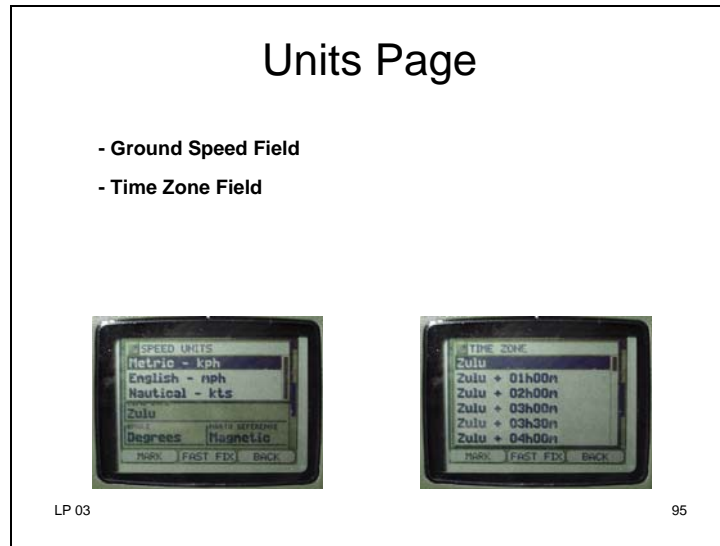 Units Page
- Ground Speed Field
- Time Zone Field
SPEED UNITS
Metric - kph
English - mph
Nautical - kts
Zulu
Degrees
Magnetic
MARK FAST FIX BACK
TIME ZONE
Zulu
Zulu + 01h00m
Zulu + 02h00m
Zulu + 03h00m
Zulu + 03h30m
Zulu + 04h00m
MARK FAST FIX BACK
LP 03
95